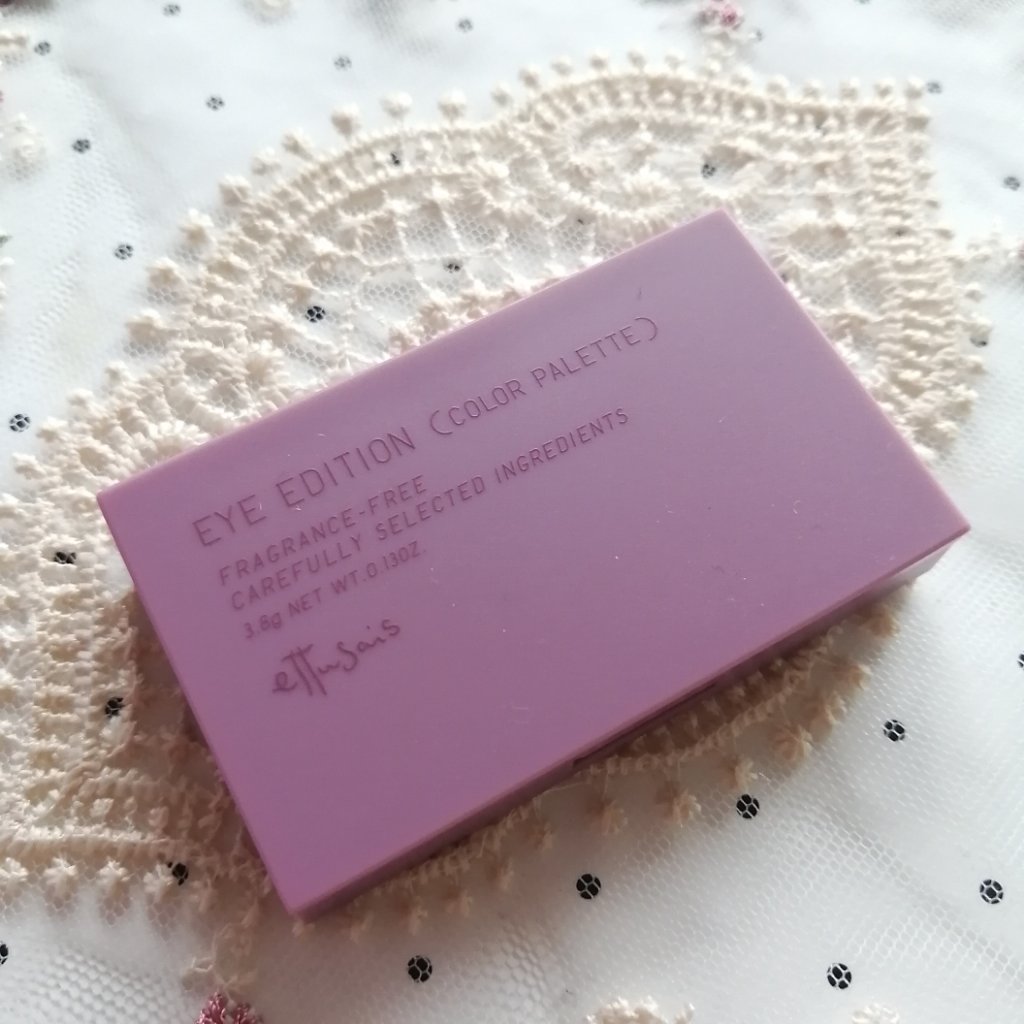 EYE EDITION (COLOR PALETTE)
FRAGRANCE-FREE
CAREFULLY SELECTED INGREDIENTS
3.8g NET WT.0.13OZ.
ettusais